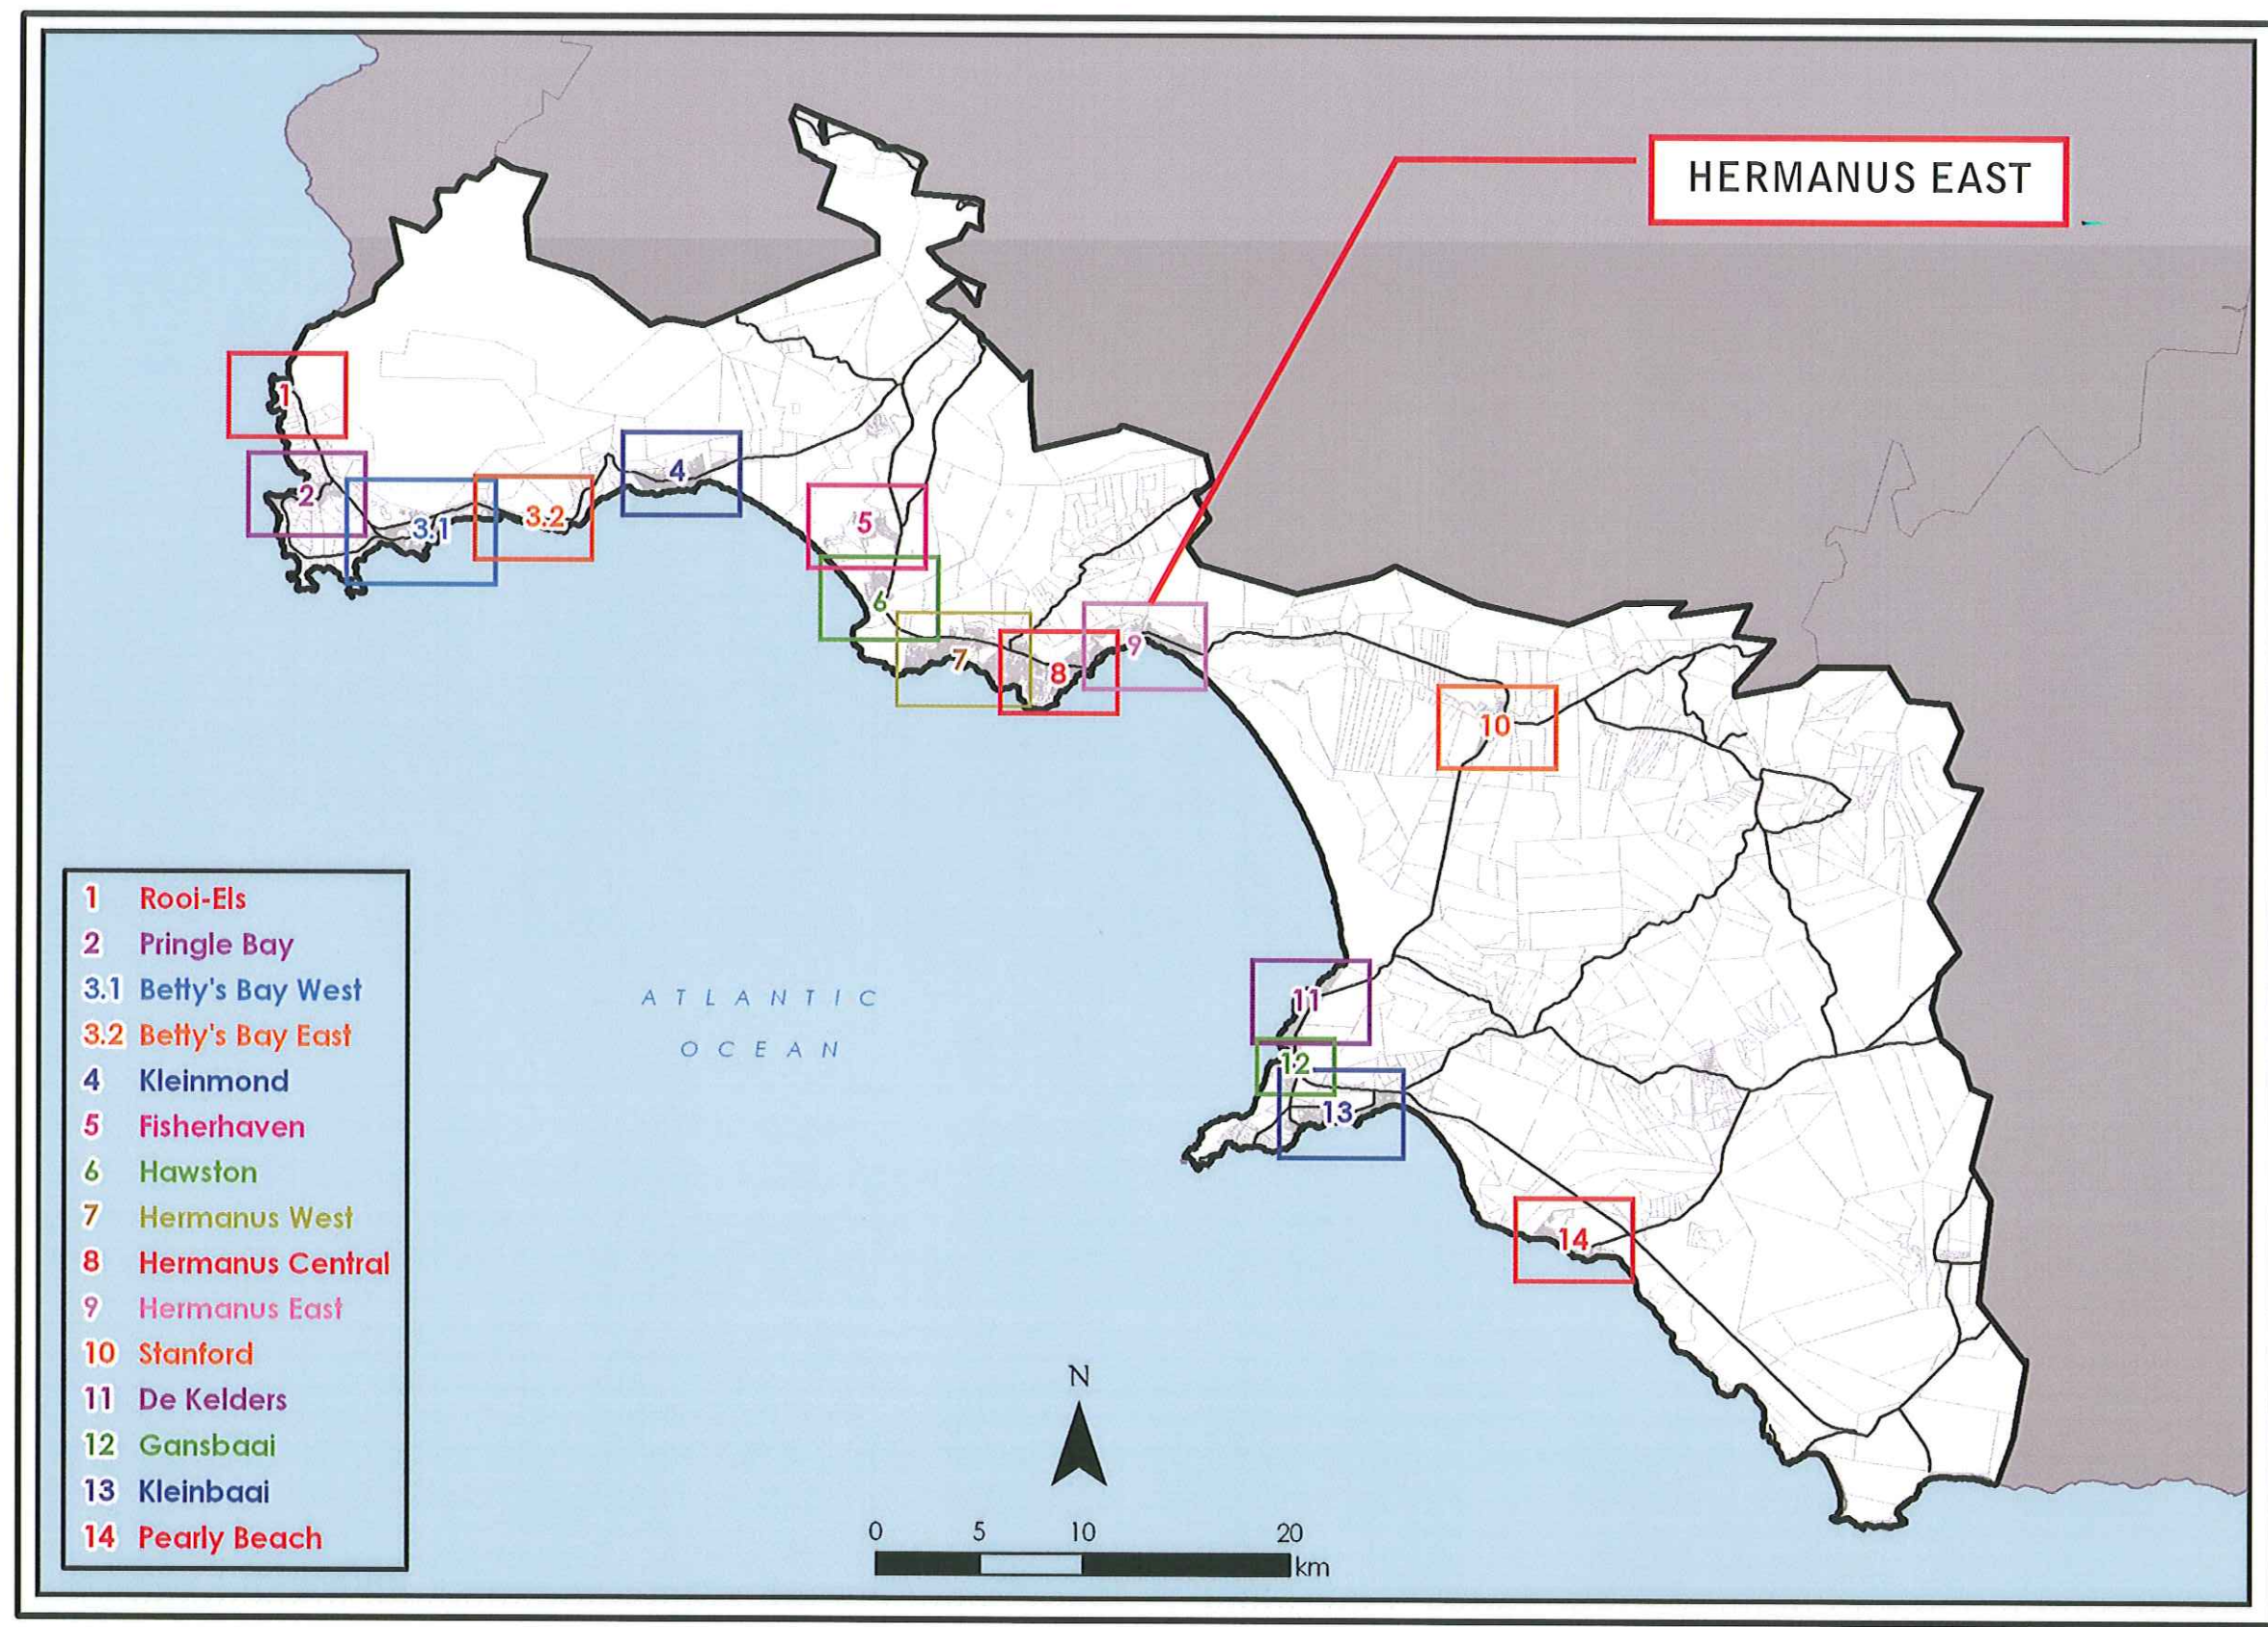 HERMANUS EAST
1
2
3.1
3.2
4
5
6
7
8
9
10
11
12
13
14
ATLANTIC
OCEAN
1 Rooi-Els
2 Pringle Bay
3.1 Betty's Bay West
3.2 Betty's Bay East
4 Kleinmond
5 Fisherhaven
6 Hawston
7 Hermanus West
8 Hermanus Central
9 Hermanus East
10 Stanford
11 De Kelders
12 Gansbaai
13 Kleinbaai
14 Pearly Beach
N
0 5 10 20
km